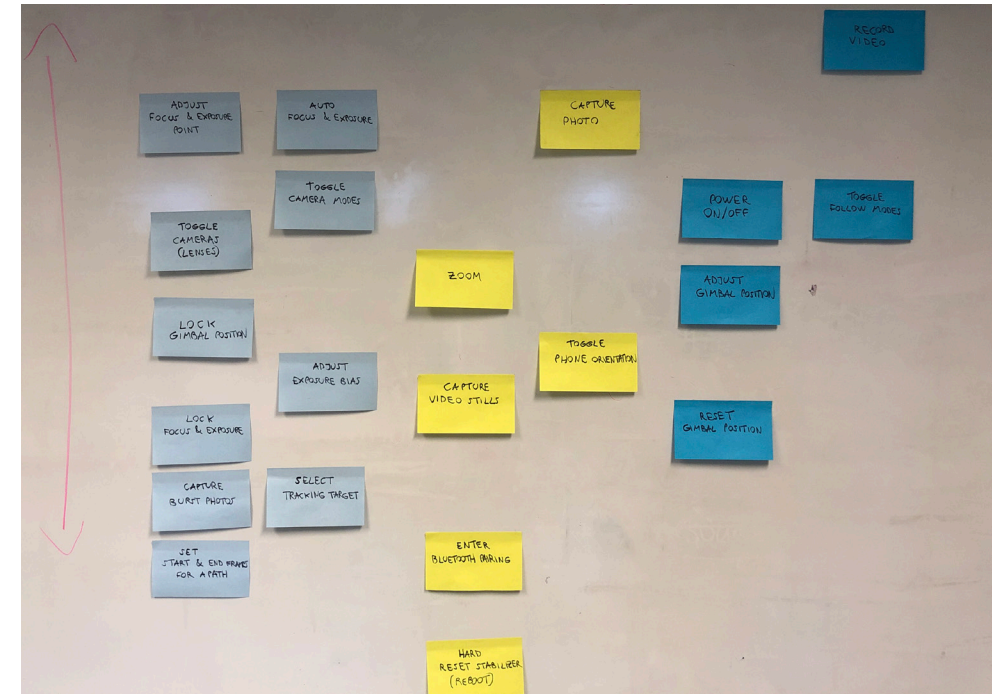 RECORD
VIDEO
ADJUST
FOCUS & EXPOSURE
POINT
AUTO
FOCUS & EXPOSURE
CAPTURE
PHOTO
TOGGLE
CAMERA MODES
POWER
ON/OFF
TOGGLE
FOLLOW MODES
TOGGLE
CAMERAS
(LENSES)
ZOOM
ADJUST
GIMBAL POSITION
LOCK
GIMBAL POSITION
TOGGLE
PHONE ORIENTATION
ADJUST
EXPOSURE BIAS
CAPTURE
VIDEO STILLS
RESET
GIMBAL POSITION
LOCK
FOCUS & EXPOSURE
CAPTURE
BURST PHOTOS
SELECT
TRACKING TARGET
SET
START & END FRAMES
FOR A PATH
ENTER
BLUETOOTH PAIRING
HARD
RESET STABILIZER
(REBOOT)